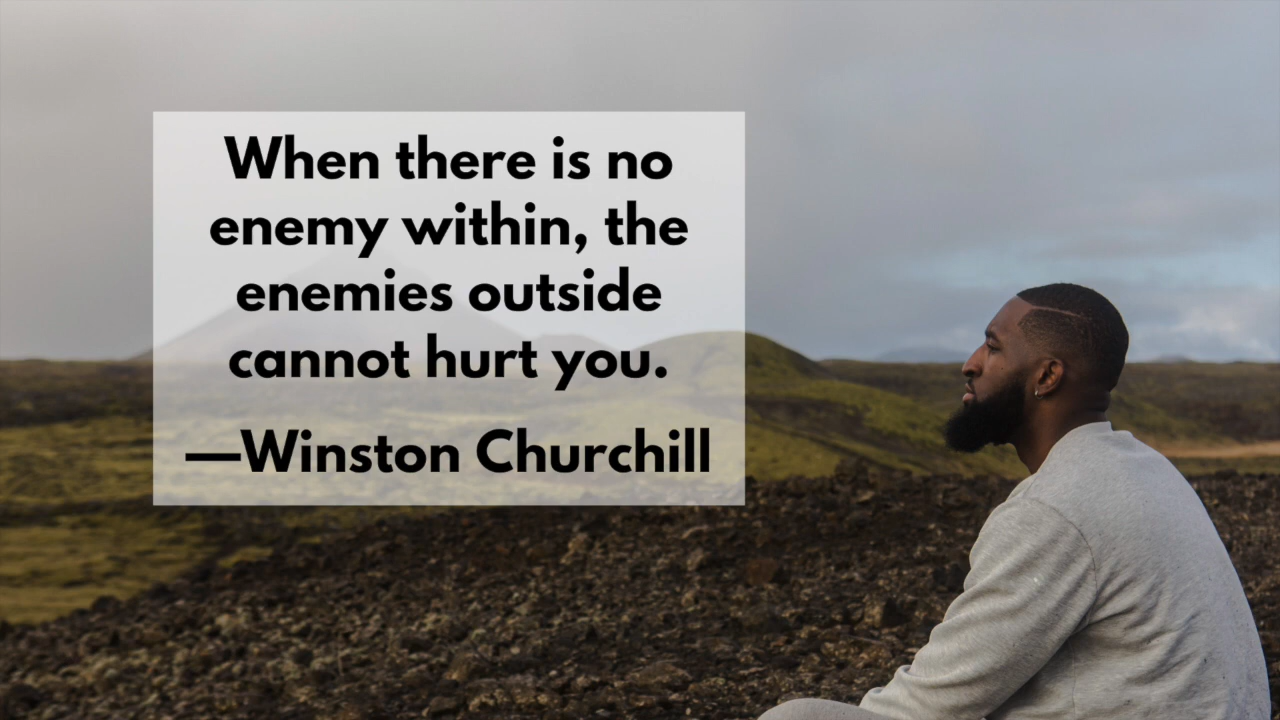 When there is no
enemy within, the
enemies outside
cannot hurt you.
—Winston Churchill